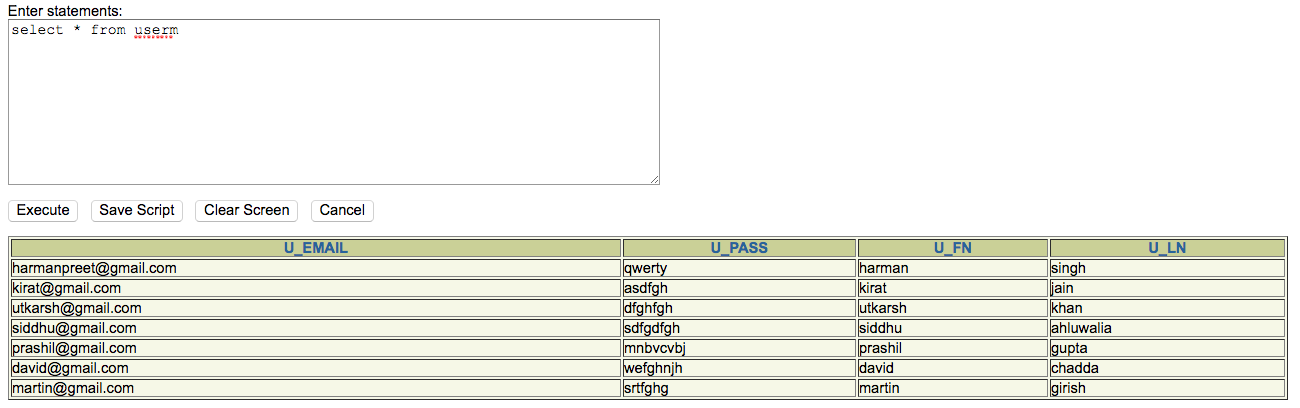 Enter statements:
select * from userm
Execute Save Script Clear Screen Cancel
U_EMAIL U_PASS U_FN U_LN
harmanpreet@gmail.com qwerty harman singh
kirat@gmail.com asdfgh kirat jain
utkarsh@gmail.com dfghfgh utkarsh khan
siddhu@gmail.com sdfgdfgh siddhu ahluwalia
prashil@gmail.com mnbvcvbj prashil gupta
david@gmail.com wefghnjh david chadda
martin@gmail.com srtfghg martin girish